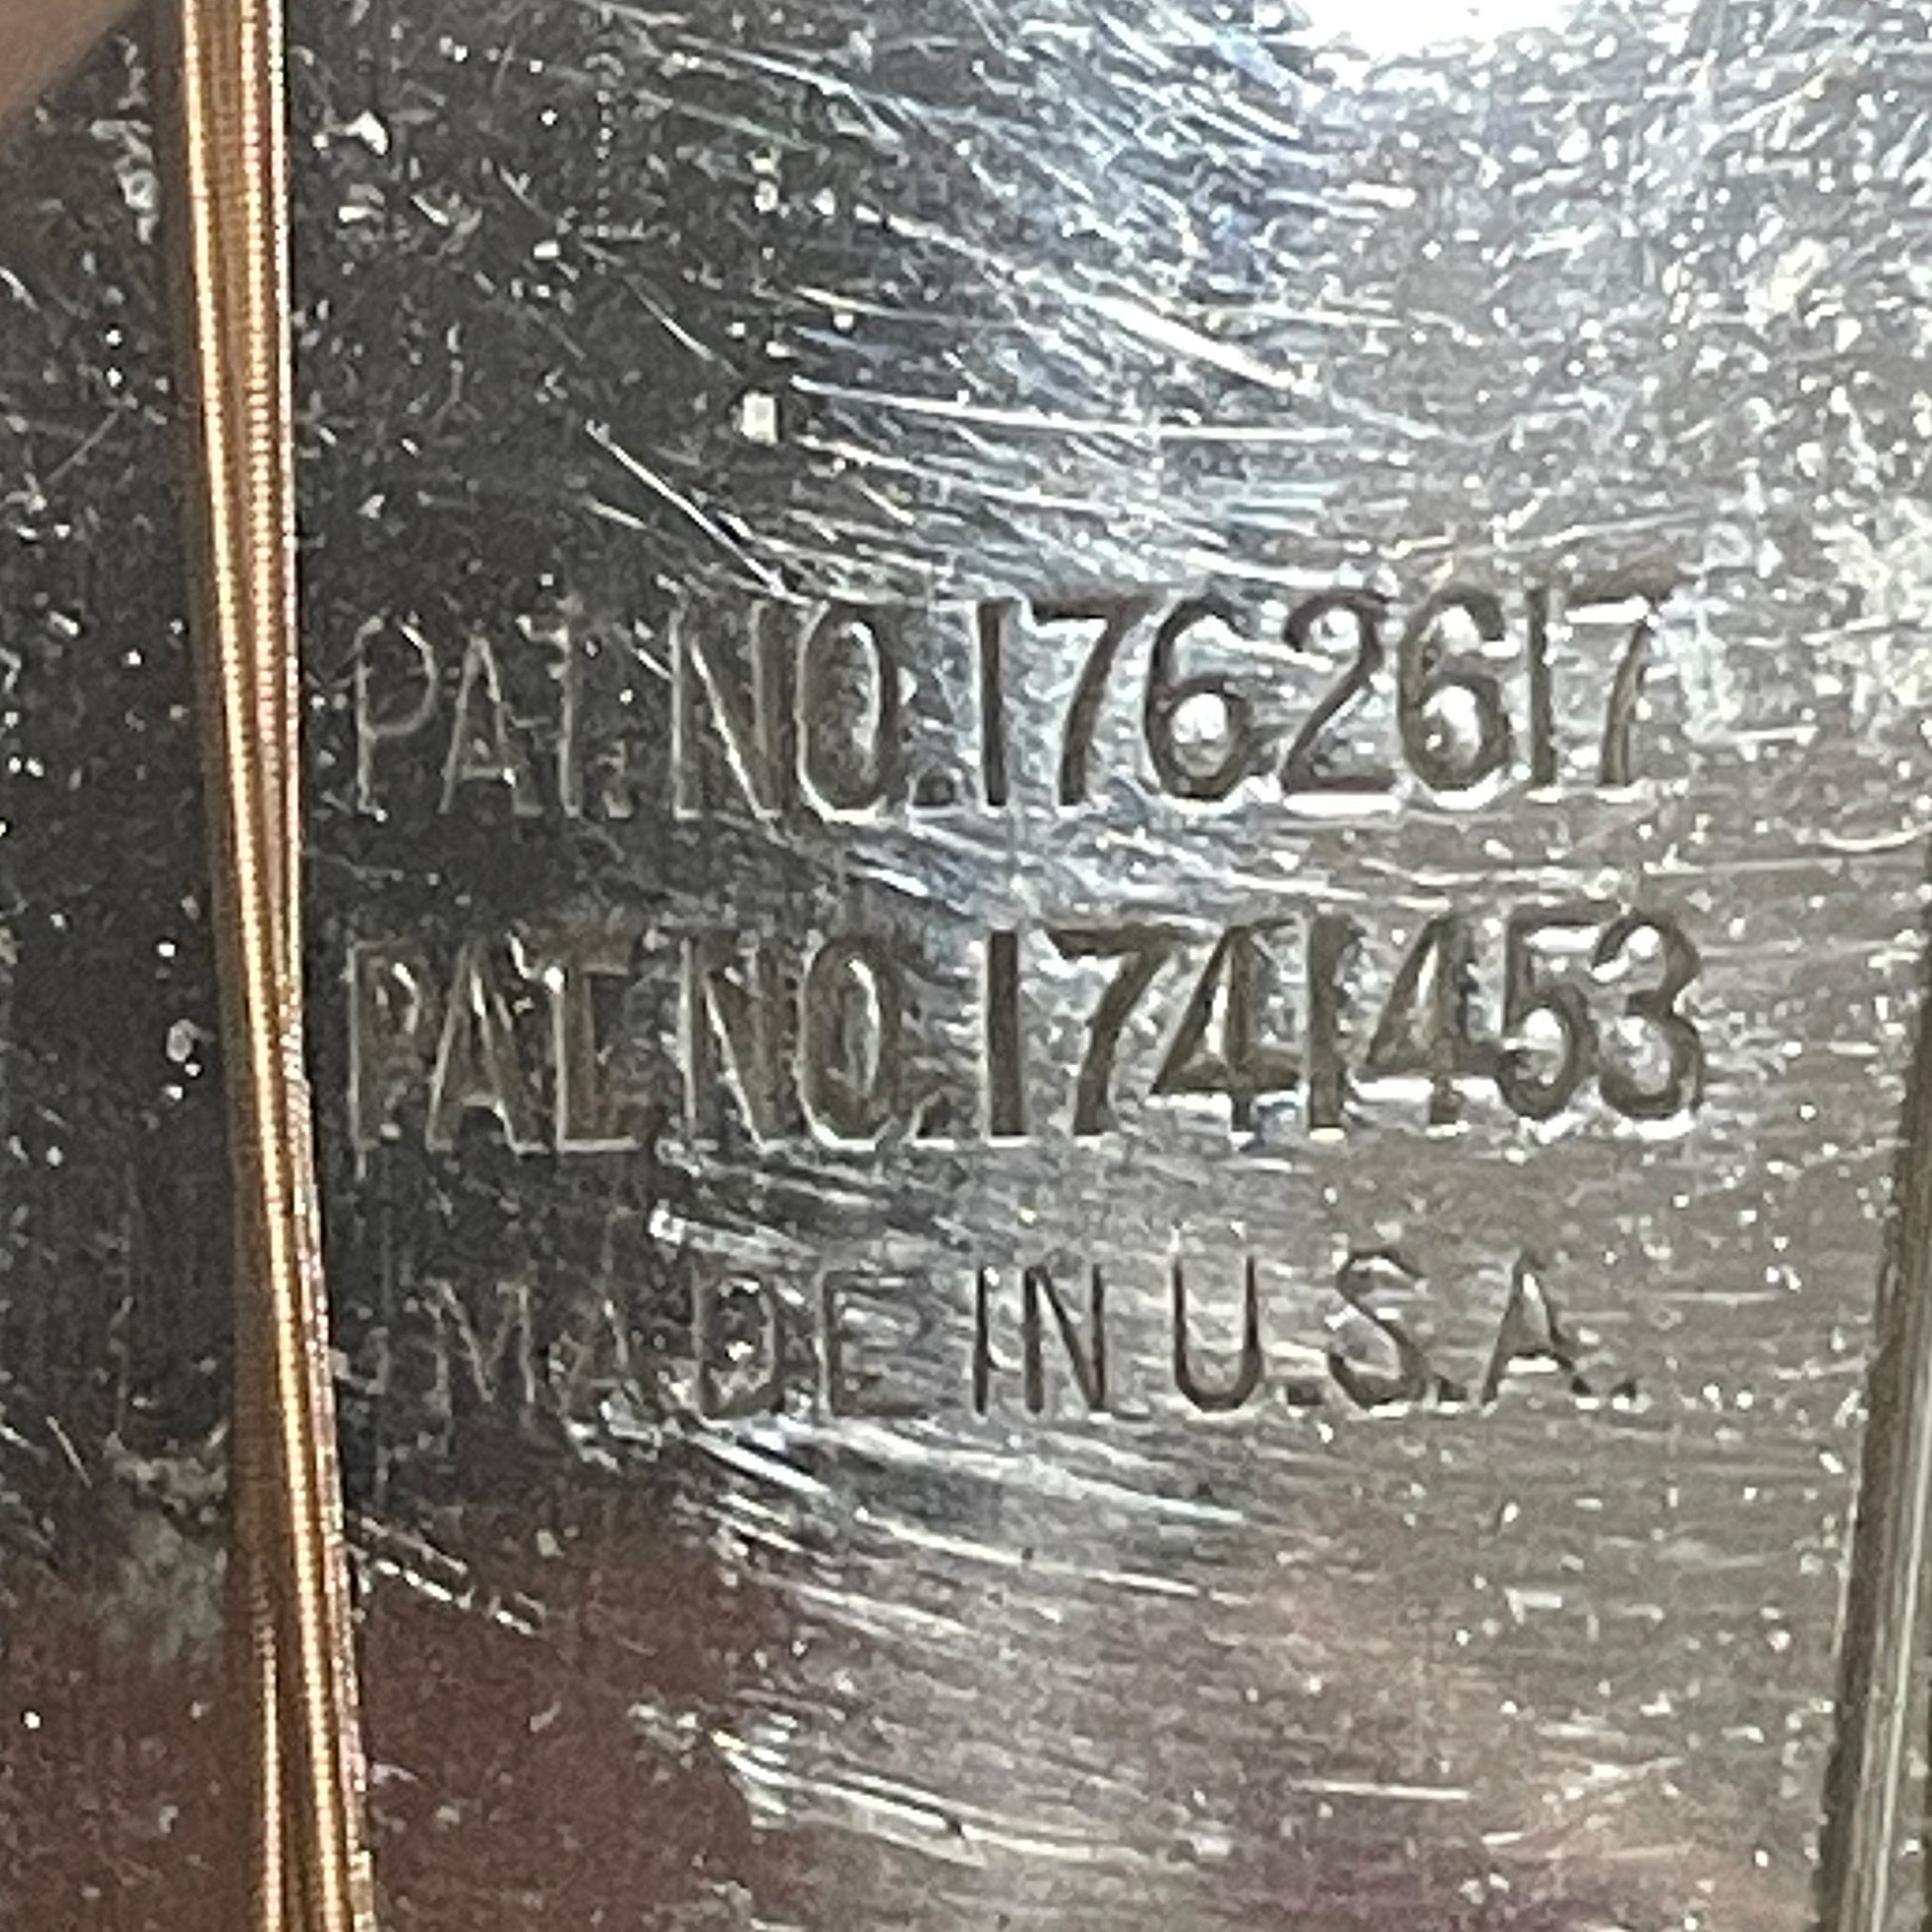 PAT. NO. 1762617
PAT. NO. 1741453
MADE IN U.S.A.